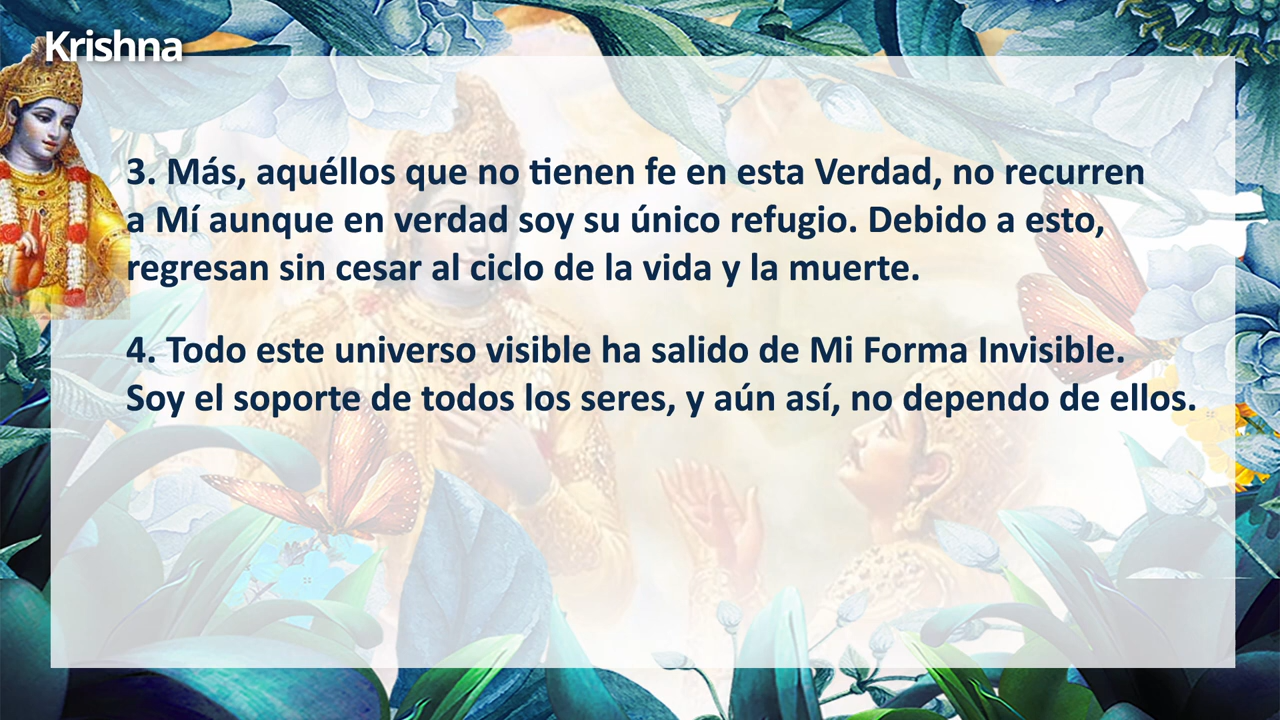 Krishna
3. Más, aquéllos que no tienen fe en esta Verdad, no recurren
a Mí aunque en verdad soy su único refugio. Debido a esto,
regresan sin cesar al ciclo de la vida y la muerte.
4. Todo este universo visible ha salido de Mi Forma Invisible.
Soy el soporte de todos los seres, y aún así, no dependo de ellos.